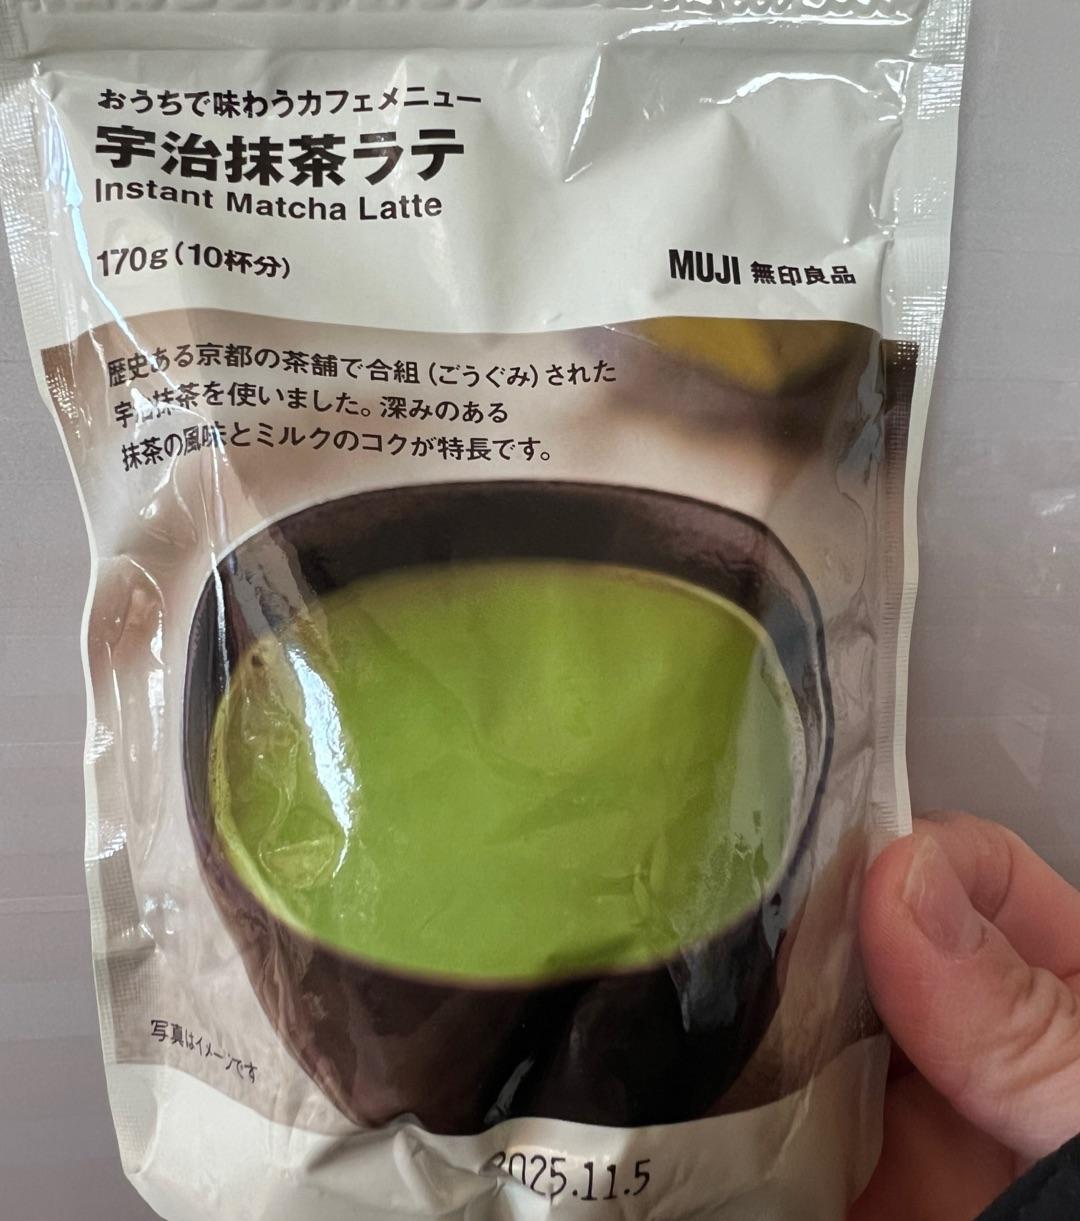 おうちで味わうカフェメニュー
宇治抹茶ラテ
Instant Matcha Latte
170g(10杯分)
MUJI 無印良品
歴史ある京都の茶舗で合組(ごうぐみ)された
宇治抹茶を使いました。深みのある
抹茶の風味とミルクのコクが特長です。
写真はイメージです
2025.11.5